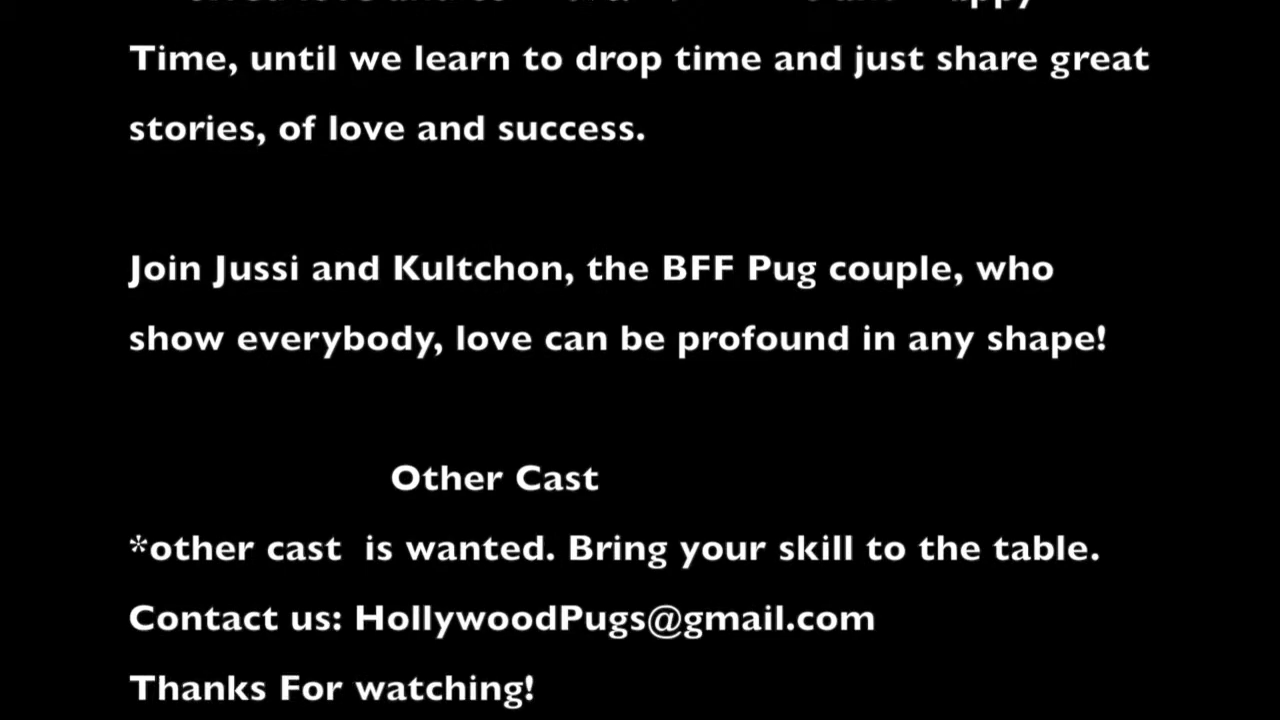 Time, until we learn to drop time and just share great
stories, of love and success.
Join Jussi and Kultchon, the BFF Pug couple, who
show everybody, love can be profound in any shape!
Other Cast
*other cast  is wanted. Bring your skill to the table.
Contact us: HollywoodPugs@gmail.com
Thanks For watching!